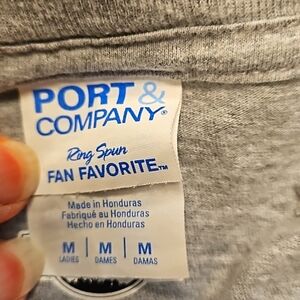 PORT &
COMPANY®
Ring Spun
FAN FAVORITE™
Made in Honduras
Fabriqué au Honduras
Hecho en Honduras
M | M | M
LADIES | DAMES | DAMAS